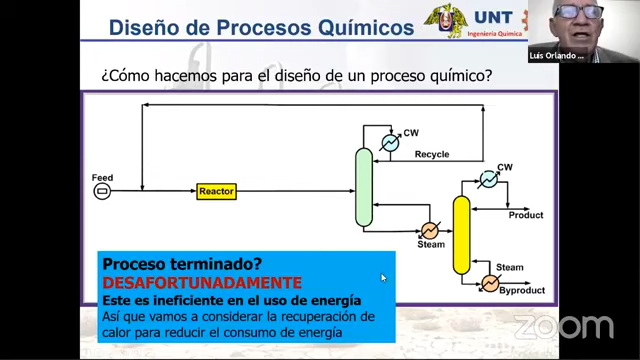 Diseño de Procesos Químicos
UNT
Ingeniería Química
Luis Orlando M...
¿Cómo hacemos para el diseño de un proceso químico?
CW
Recycle
Feed
Reactor
CW
Product
Steam
Steam
Byproduct
Proceso terminado?
DESAFORTUNADAMENTE
Este es ineficiente en el uso de energía
Así que vamos a considerar la recuperación de
calor para reducir el consumo de energía
zoom